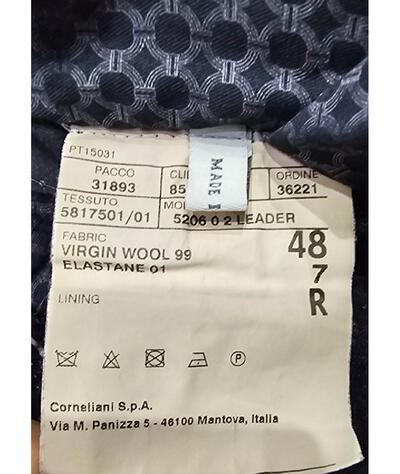 PT15031
PACCO CLI ORDINE
31893 85 36221
TESSUTO MO
5817501/01 5206 0 2 LEADER
FABRIC 48
VIRGIN WOOL 99 7
ELASTANE 01 R
LINING
P
Corneliani S.p.A.
Via M. Panizza 5 - 46100 Mantova, Italia
MADE